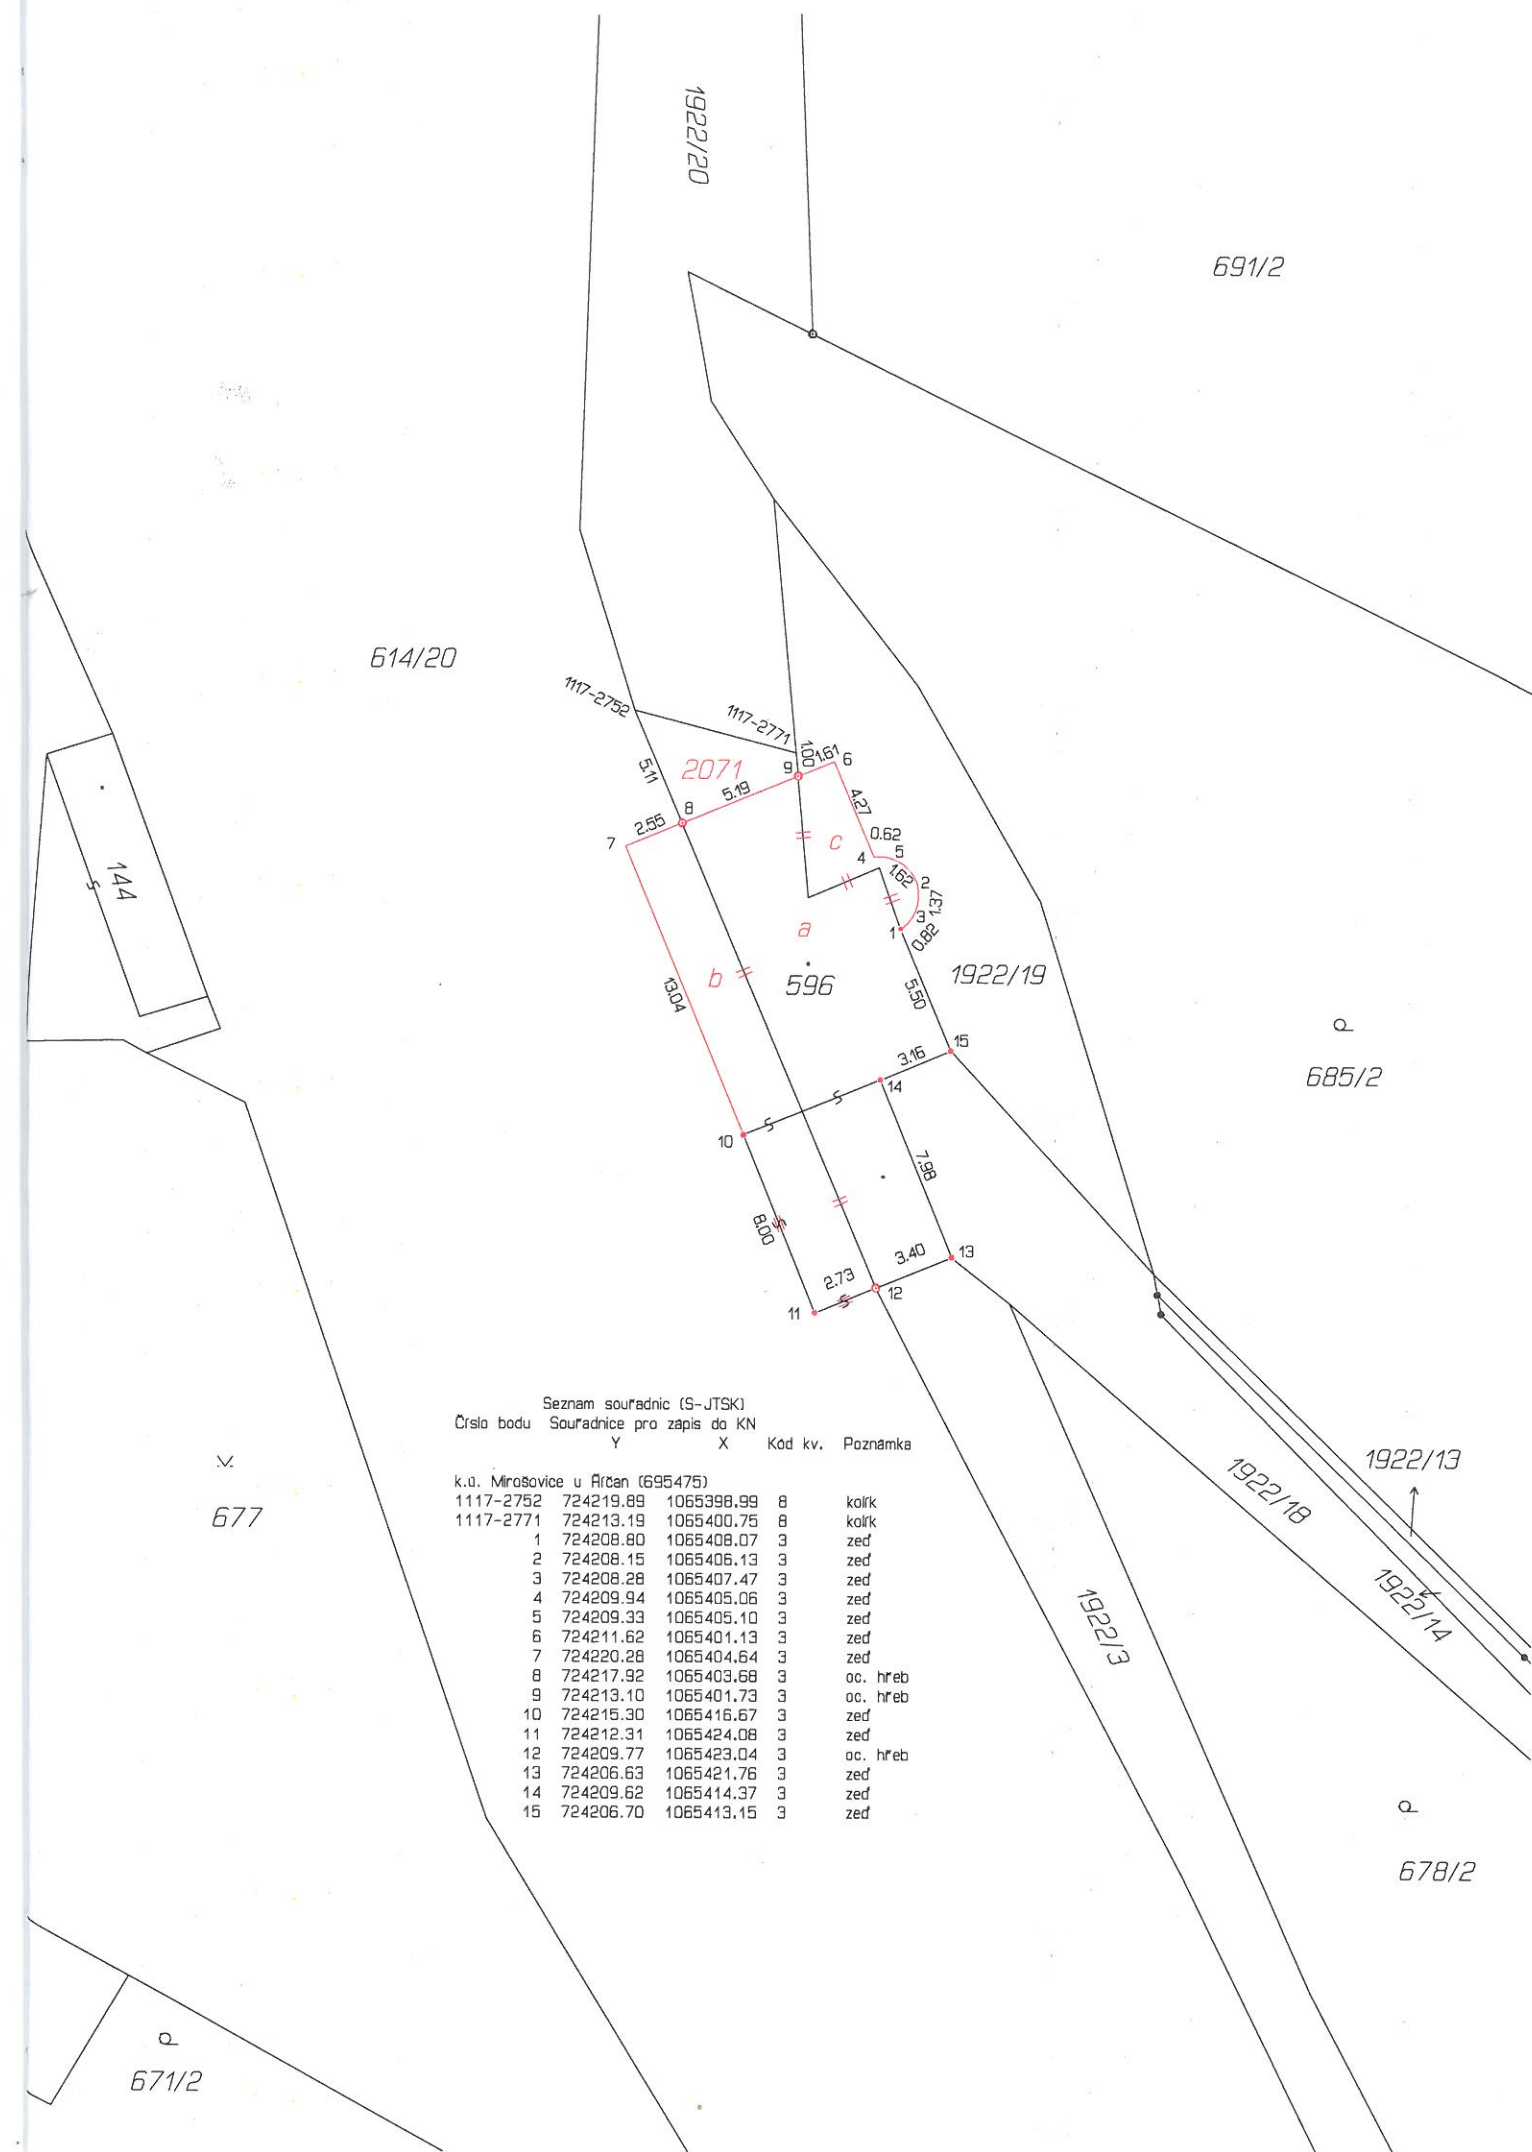 1922/20
691/2
614/20
1117-2752
1117-2771
1.00
1.61
6
9
5.11
2071
5.19
4.27
8
2.55
7
0.62
c
4
5
1.62
2
1.37
3
144
a
1
0.82
b
596
1922/19
13.04
5.50
685/2
15
3.16
14
10
7.98
8.00
3.40
13
2.73
12
11
Seznam souřadnic (S-JTSK)
Číslo bodu Souřadnice pro zápis do KN
Y X Kód kv. Poznámka
k.ú. Mirošovice u Říčan (695475)
1117-2752 724219.89 1065398.99 8 kolík
1117-2771 724213.19 1065400.75 8 kolík
1 724208.80 1065408.07 3 zeď
2 724208.15 1065406.13 3 zeď
3 724208.28 1065407.47 3 zeď
4 724209.94 1065405.06 3 zeď
5 724209.33 1065405.10 3 zeď
6 724211.62 1065401.13 3 zeď
7 724220.28 1065404.64 3 zeď
8 724217.92 1065403.68 3 oc. hřeb
9 724213.10 1065401.73 3 oc. hřeb
10 724215.30 1065416.67 3 zeď
11 724212.31 1065424.08 3 zeď
12 724209.77 1065423.04 3 oc. hřeb
13 724206.63 1065421.76 3 zeď
14 724209.62 1065414.37 3 zeď
15 724206.70 1065413.15 3 zeď
677
1922/13
1922/18
1922/14
1922/3
678/2
671/2